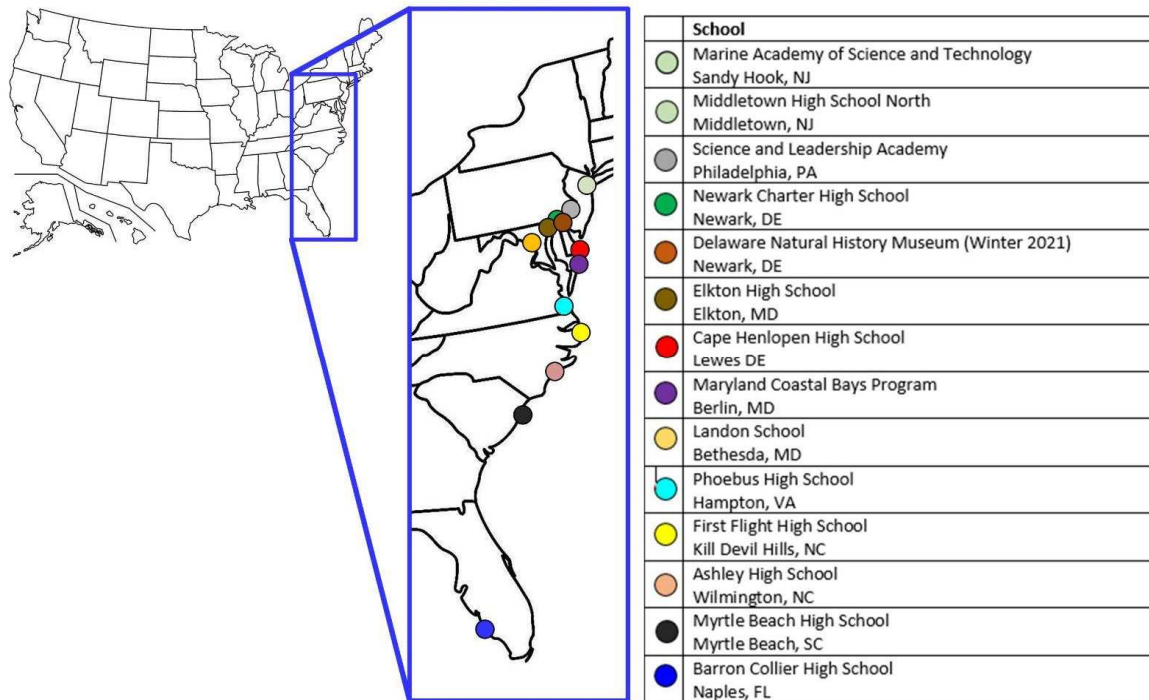 School
Marine Academy of Science and Technology
Sandy Hook, NJ
Middletown High School North
Middletown, NJ
Science and Leadership Academy
Philadelphia, PA
Newark Charter High School
Newark, DE
Delaware Natural History Museum (Winter 2021)
Newark, DE
Elkton High School
Elkton, MD
Cape Henlopen High School
Lewes DE
Maryland Coastal Bays Program
Berlin, MD
Landon School
Bethesda, MD
Phoebus High School
Hampton, VA
First Flight High School
Kill Devil Hills, NC
Ashley High School
Wilmington, NC
Myrtle Beach High School
Myrtle Beach, SC
Barron Collier High School
Naples, FL